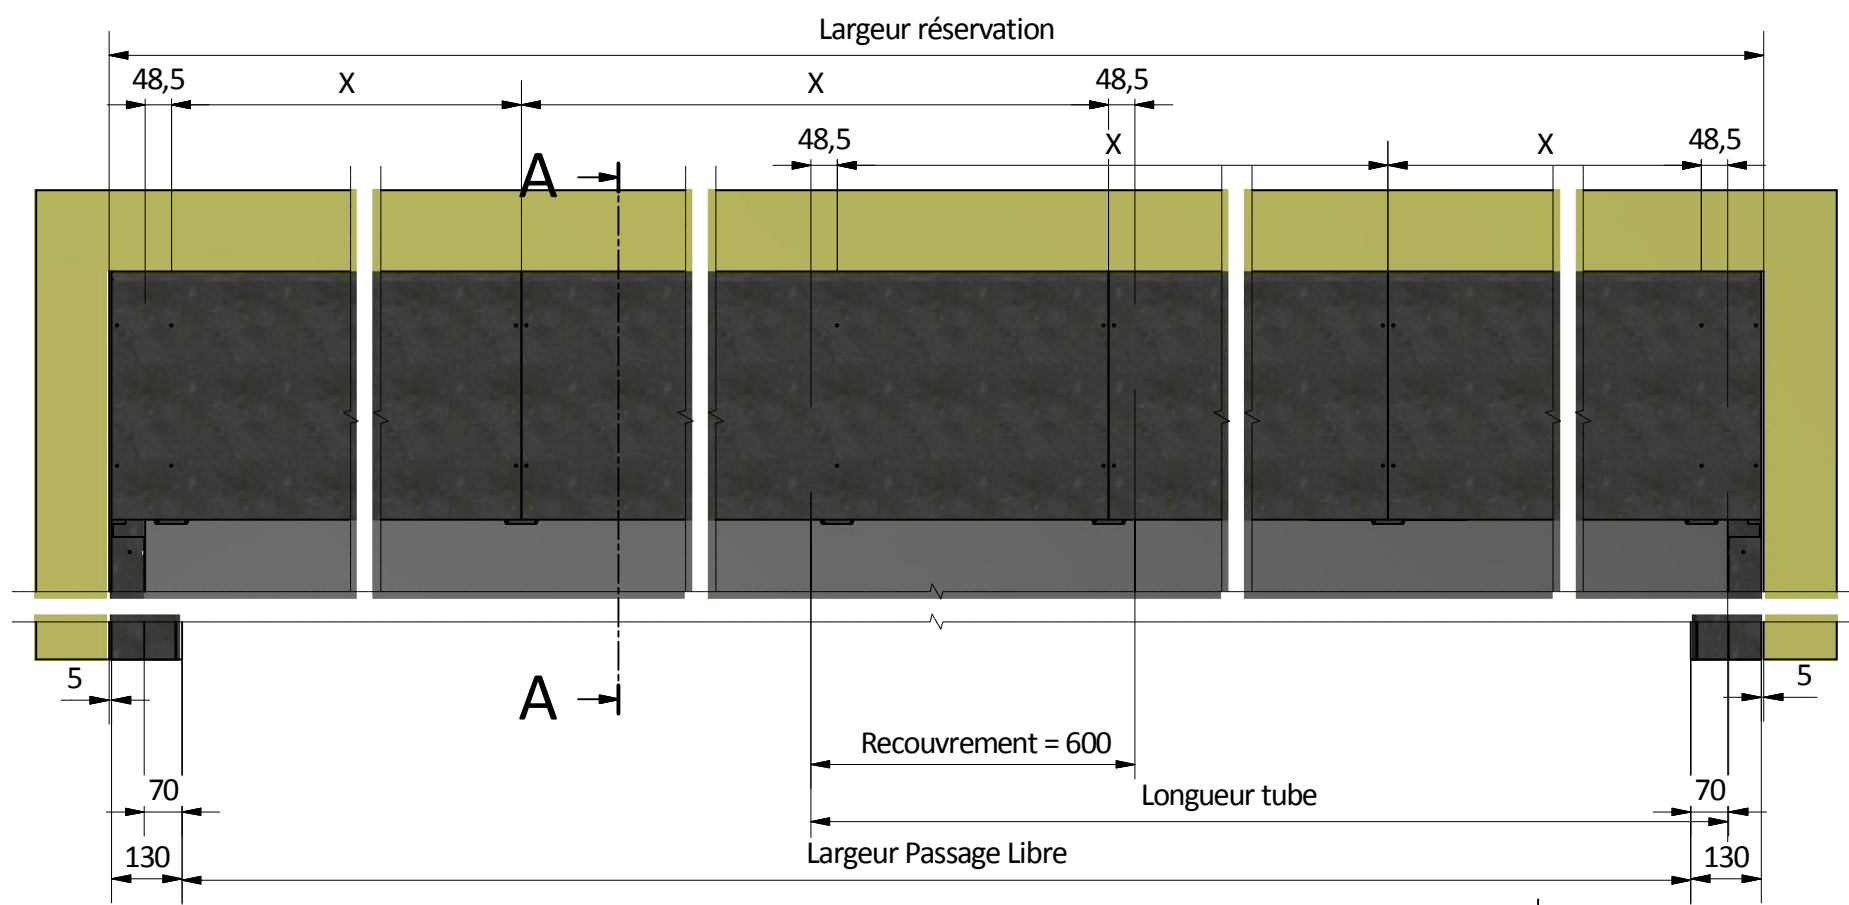 Largeur réservation
48,5 X X 48,5
48,5 X X 48,5
A
A
5 5
Recouvrement = 600
70 Longueur tube 70
130 Largeur Passage Libre 130